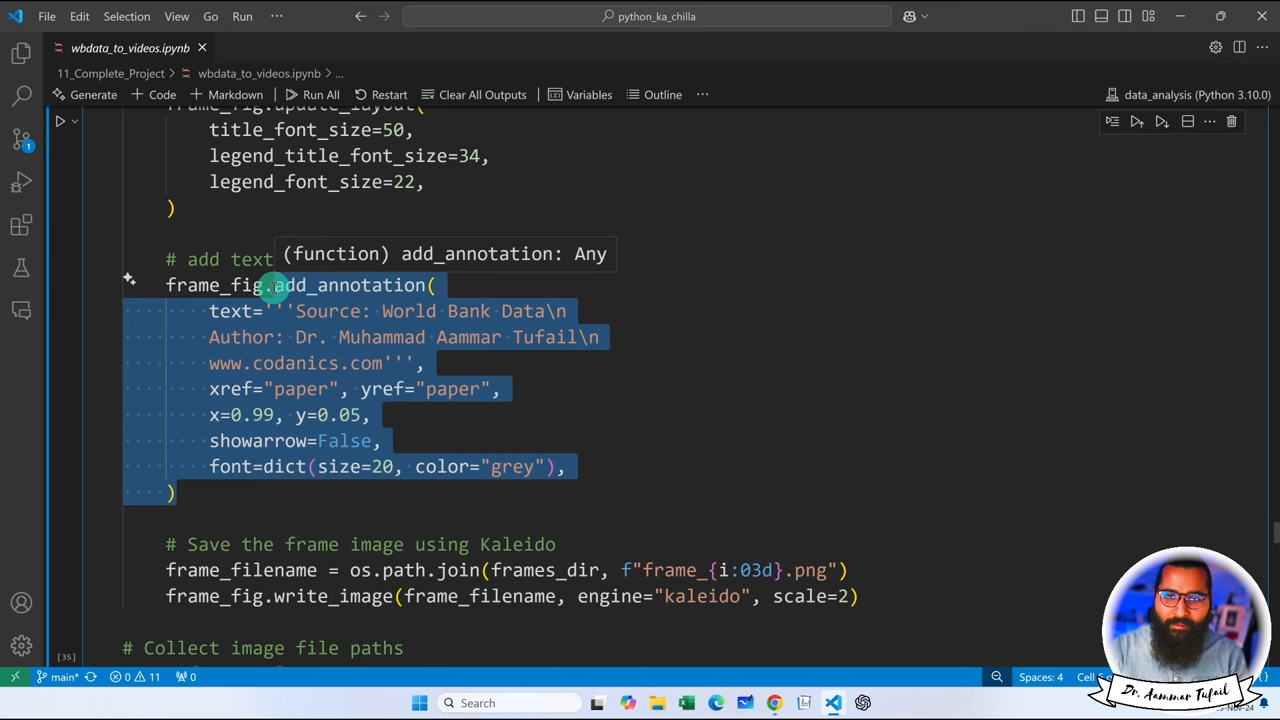 File Edit Selection View Go Run ··· python_ka_chilla
wbdata_to_videos.ipynb
11_Complete_Project > wbdata_to_videos.ipynb > ...
Generate + Code + Markdown Run All Restart Clear All Outputs Variables Outline ··· data_analysis (Python 3.10.0)
frame_fig.update_layout(
title_font_size=50,
legend_title_font_size=34,
legend_font_size=22,
)
# add text
(function) add_annotation: Any
frame_fig.add_annotation(
text='''Source: World Bank Data\n
Author: Dr. Muhammad Aammar Tufail\n
www.codanics.com''',
xref="paper", yref="paper",
x=0.99, y=0.05,
showarrow=False,
font=dict(size=20, color="grey"),
)
# Save the frame image using Kaleido
frame_filename = os.path.join(frames_dir, f"frame_{i:03d}.png")
frame_fig.write_image(frame_filename, engine="kaleido", scale=2)
# Collect image file paths
[35]
main* 0 11 0 Spaces: 4
Search
Dr. Aammar Tufail